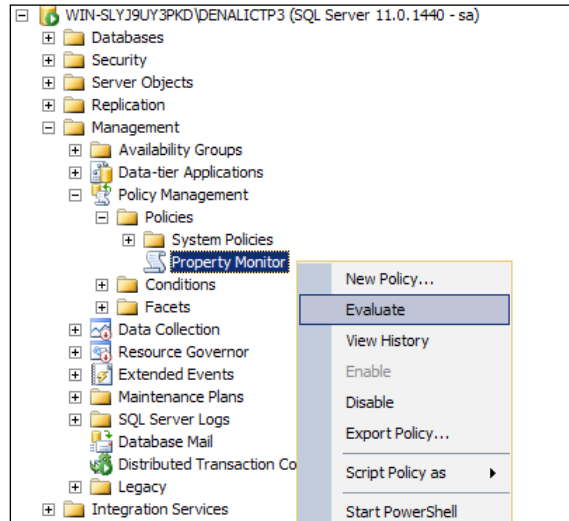 WIN-SLYJ9UY3PKD\DENALICTP3 (SQL Server 11.0.1440 - sa)
Databases
Security
Server Objects
Replication
Management
Availability Groups
Data-tier Applications
Policy Management
Policies
System Policies
Property Monitor
Conditions
Facets
Data Collection
Resource Governor
Extended Events
Maintenance Plans
SQL Server Logs
Database Mail
Distributed Transaction Co
Legacy
Integration Services
New Policy...
Evaluate
View History
Enable
Disable
Export Policy...
Script Policy as
Start PowerShell